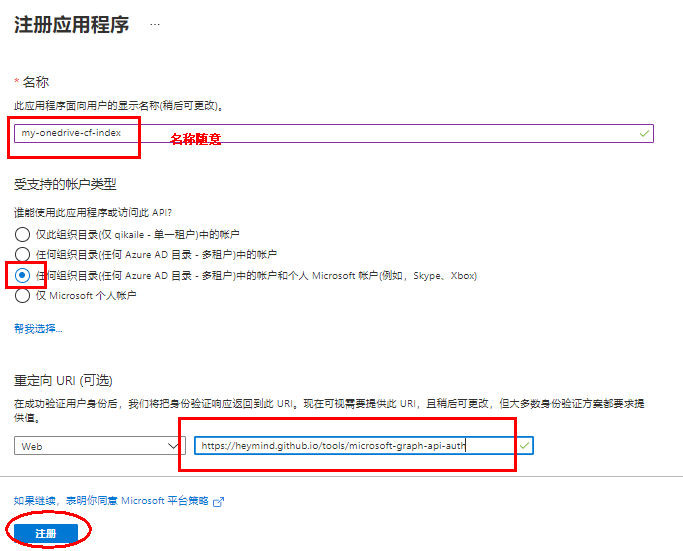 注册应用程序 ...
* 名称
此应用程序面向用户的显示名称(稍后可更改)。
my-onedrive-cf-index
名称随意
受支持的帐户类型
谁能使用此应用程序或访问此 API?
仅此组织目录(仅 qikaile - 单一租户)中的帐户
任何组织目录(任何 Azure AD 目录 - 多租户)中的帐户
任何组织目录(任何 Azure AD 目录 - 多租户)中的帐户和个人 Microsoft 帐户(例如，Skype、Xbox)
仅 Microsoft 个人帐户
帮我选择...
重定向 URI (可选)
在成功验证用户身份后，我们将把身份验证响应返回到此 URI。现在可视需要提供此 URI，且稍后可更改，但大多数身份验证方案都要求提
供值。
Web
https://heymind.github.io/tools/microsoft-graph-api-auth
如果继续，表明你同意 Microsoft 平台策略
注册